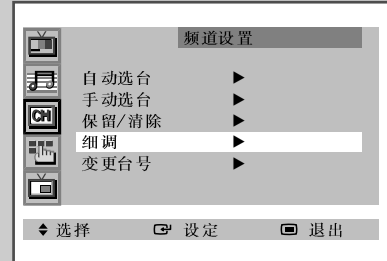 频道设置
自动选台 ▶
手动选台 ▶
CH
保留/清除 ▶
细调 ▶
变更台号 ▶
选择 设定 退出